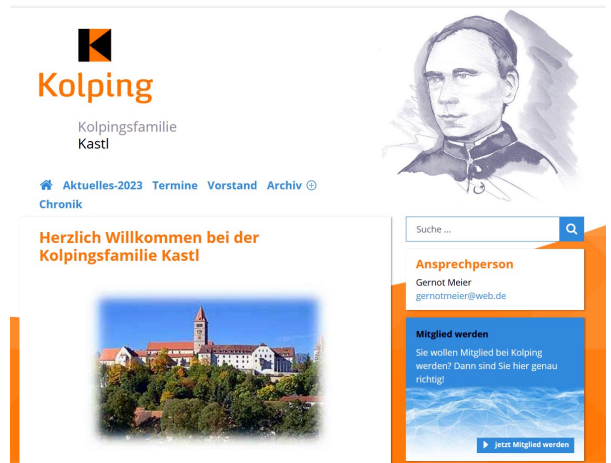 Kolping
Kolpingsfamilie
Kastl
Aktuelles-2023 Termine Vorstand Archiv
Chronik
Herzlich Willkommen bei der
Kolpingsfamilie Kastl
Suche ...
Ansprechperson
Gernot Meier
gernotmeier@web.de
Mitglied werden
Sie wollen Mitglied bei Kolping
werden? Dann sind Sie hier genau
richtig!
jetzt Mitglied werden